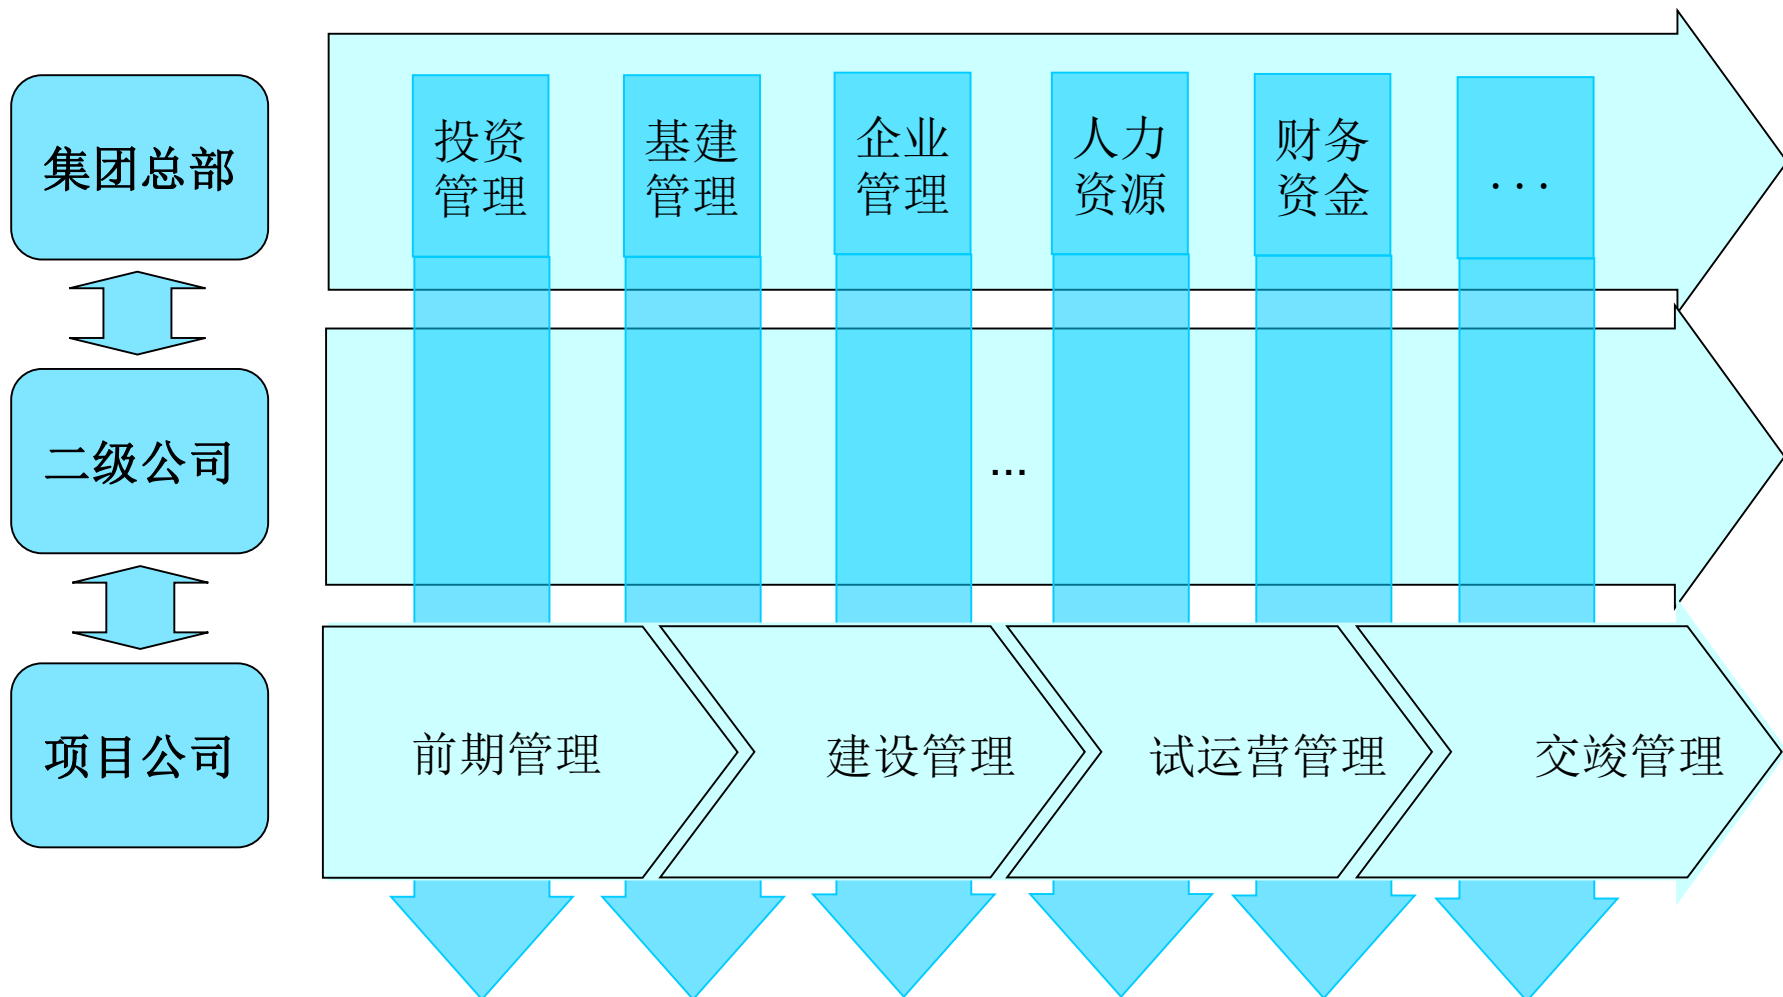 集团总部
投资
管理
基建
管理
企业
管理
人力
资源
财务
资金
...
二级公司
...
项目公司
前期管理
建设管理
试运营管理
交竣管理